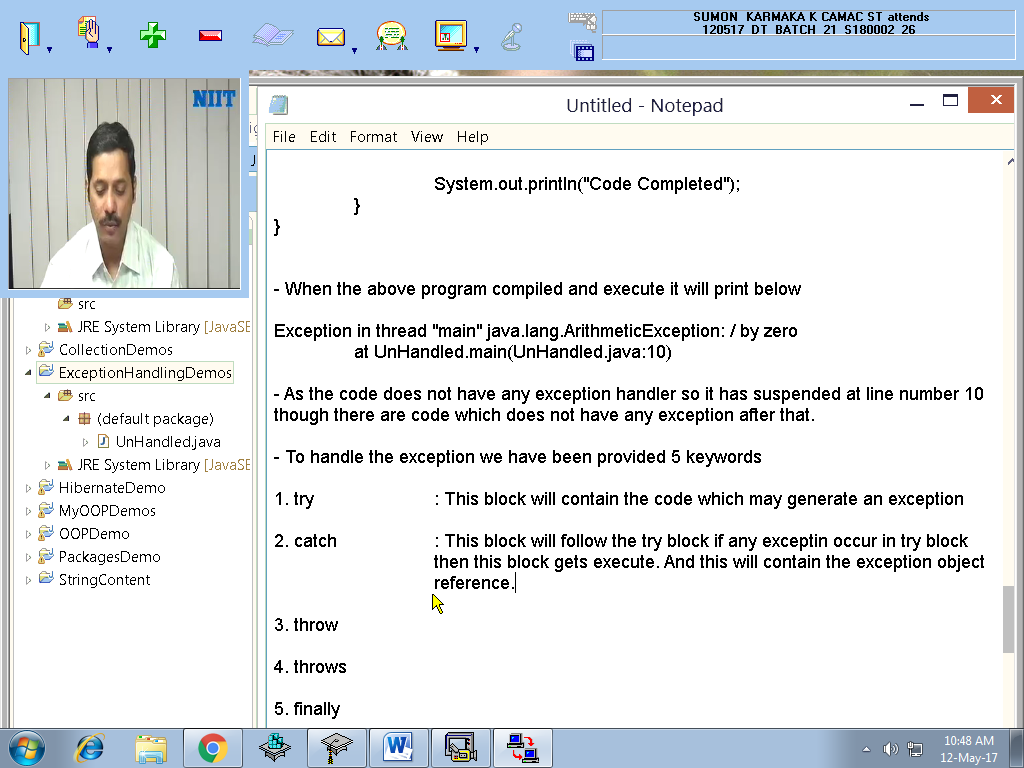 SUMON KARMAKA K CAMAC ST attends
120517 DT BATCH 21 S180002 26
NIIT
Untitled - Notepad
File Edit Format View Help
System.out.println("Code Completed");
}
}
- When the above program compiled and execute it will print below
Exception in thread "main" java.lang.ArithmeticException: / by zero
at UnHandled.main(UnHandled.java:10)
- As the code does not have any exception handler so it has suspended at line number 10
though there are code which does not have any exception after that.
- To handle the exception we have been provided 5 keywords
1. try : This block will contain the code which may generate an exception
2. catch : This block will follow the try block if any exceptin occur in try block
then this block gets execute. And this will contain the exception object
reference.
3. throw
4. throws
5. finally
src
JRE System Library [JavaSE
CollectionDemos
ExceptionHandlingDemos
src
(default package)
UnHandled.java
JRE System Library [JavaSE
HibernateDemo
MyOOPDemos
OOPDemo
PackagesDemo
StringContent
10:48 AM
12-May-17